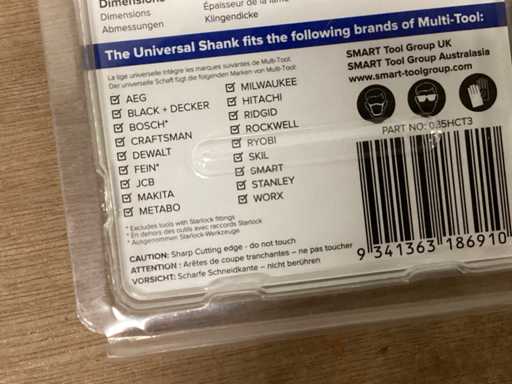 Dimensions
Dimensions
Abmessungen
Épaisseur de la lame
Klingendicke
The Universal Shank fits the following brands of Multi-Tool:
La tige universelle intègre les marques suivantes de Multi-Tool:
Der universelle Schaft fügt die folgenden Marken von Multi-Tool:
AEG
BLACK + DECKER
BOSCH*
CRAFTSMAN
DEWALT
FEIN*
JCB
MAKITA
METABO
MILWAUKEE
HITACHI
RIDGID
ROCKWELL
RYOBI
SKIL
SMART
STANLEY
WORX
* Excludes tools with Starlock fittings
* En dehors des outils avec raccords Starlock
* Ausgenommen Starlock-Werkzeuge
CAUTION: Sharp Cutting edge - do not touch
ATTENTION : Arêtes de coupe tranchantes – ne pas toucher
VORSICHT: Scharfe Schneidkante – nicht berühren
SMART Tool Group UK
SMART Tool Group Australasia
www.smart-toolgroup.com
PART NO: 035HCT3
9 341363 186910